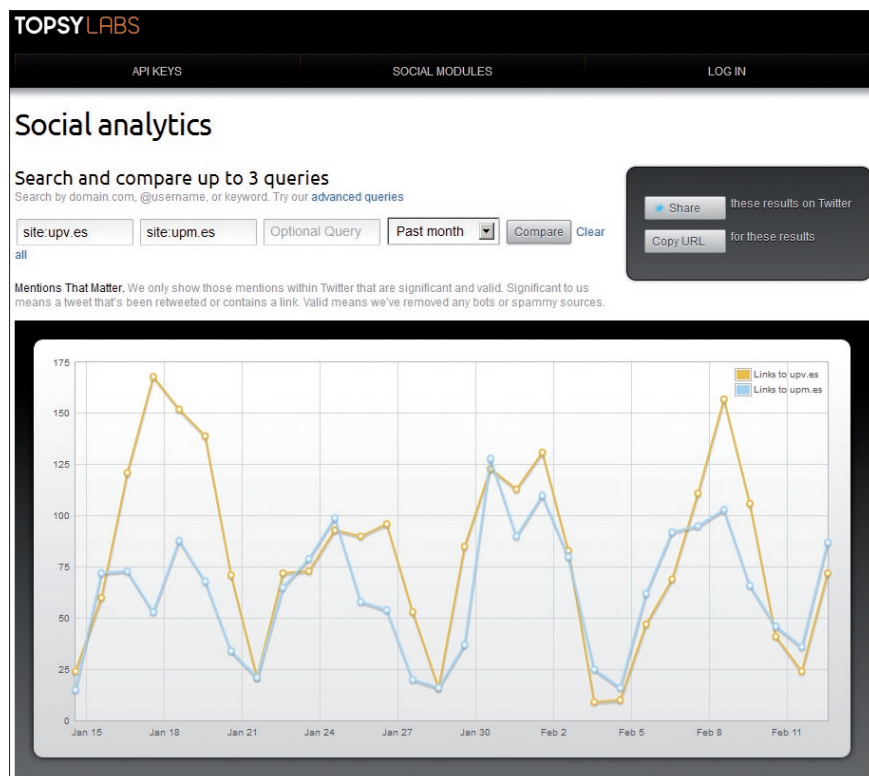 TOPSY LABS
API KEYS SOCIAL MODULES LOG IN
Social analytics
Search and compare up to 3 queries
Search by domain.com, @username, or keyword. Try our advanced queries
site:upv.es site:upm.es Optional Query Past month Compare Clear
all
Share these results on Twitter
Copy URL for these results
Mentions That Matter. We only show those mentions within Twitter that are significant and valid. Significant to us
means a tweet that's been retweeted or contains a link. Valid means we've removed any bots or spammy sources.
175
Links to upv.es
Links to upm.es
150
125
100
75
50
25
0
Jan 15 Jan 18 Jan 21 Jan 24 Jan 27 Jan 30 Feb 2 Feb 5 Feb 8 Feb 11